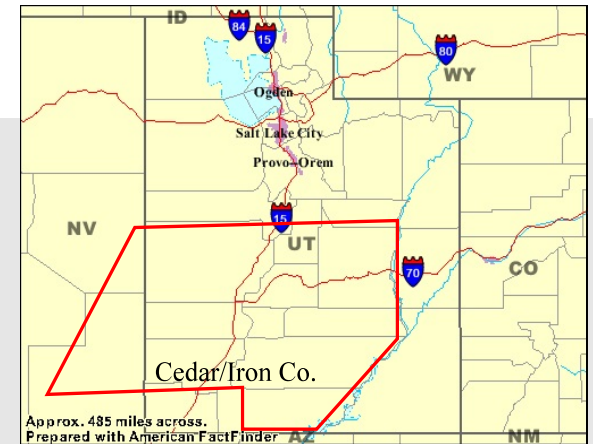 ID
84
15
80
WY
Ogden
Salt Lake City
Provo-Orem
NV
15
UT
70
CO
Cedar/Iron Co.
Approx. 485 miles across.
Prepared with American FactFinder
AZ
NM